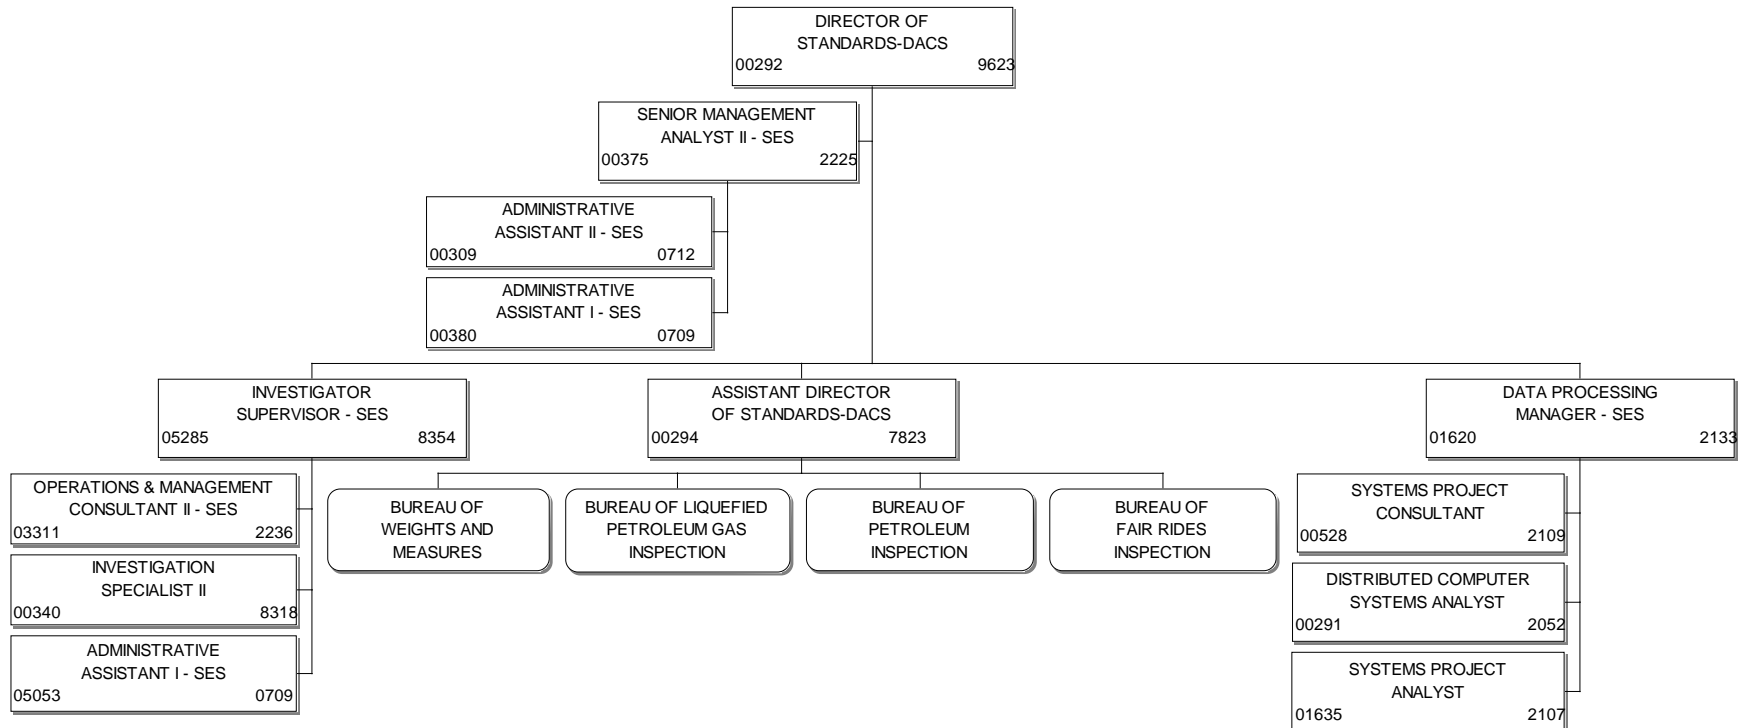 DIRECTOR OF
STANDARDS-DACS
00292 9623
SENIOR MANAGEMENT
ANALYST II - SES
00375 2225
ADMINISTRATIVE
ASSISTANT II - SES
00309 0712
ADMINISTRATIVE
ASSISTANT I - SES
00380 0709
INVESTIGATOR
SUPERVISOR - SES
05285 8354
ASSISTANT DIRECTOR
OF STANDARDS-DACS
00294 7823
DATA PROCESSING
MANAGER - SES
01620 2133
OPERATIONS & MANAGEMENT
CONSULTANT II - SES
03311 2236
INVESTIGATION
SPECIALIST II
00340 8318
ADMINISTRATIVE
ASSISTANT I - SES
05053 0709
BUREAU OF
WEIGHTS AND
MEASURES
BUREAU OF LIQUEFIED
PETROLEUM GAS
INSPECTION
BUREAU OF
PETROLEUM
INSPECTION
BUREAU OF
FAIR RIDES
INSPECTION
SYSTEMS PROJECT
CONSULTANT
00528 2109
DISTRIBUTED COMPUTER
SYSTEMS ANALYST
00291 2052
SYSTEMS PROJECT
ANALYST
01635 2107